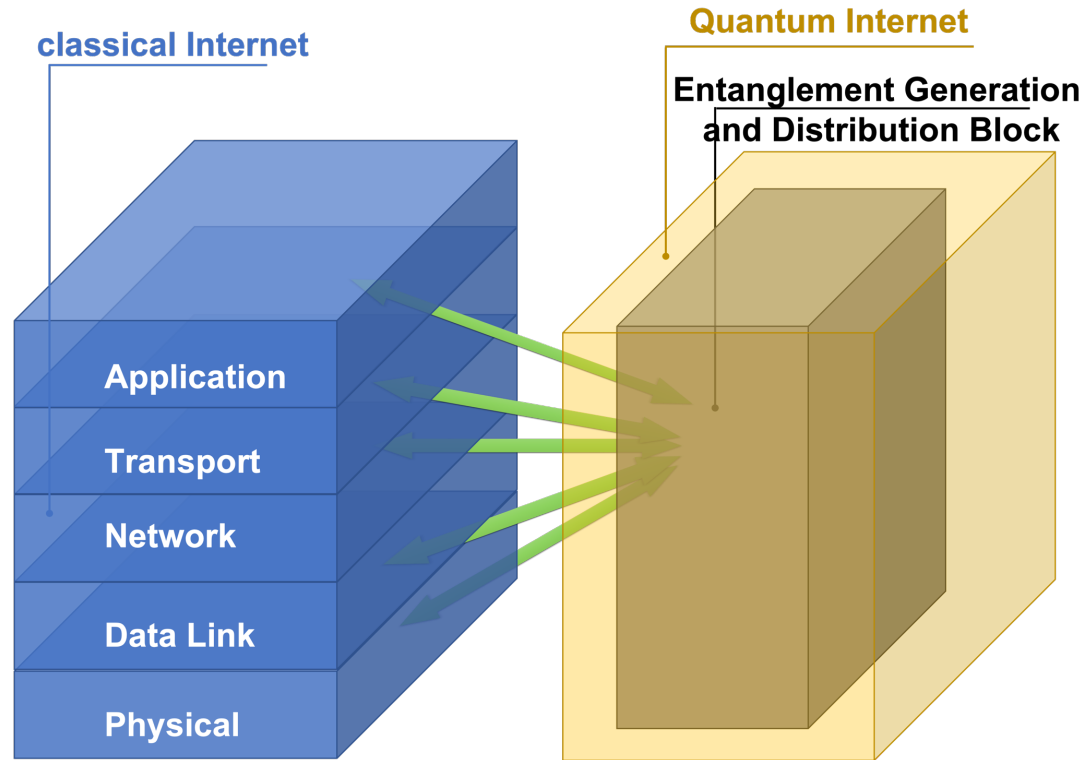 classical Internet
Quantum Internet
Entanglement Generation
and Distribution Block
Application
Transport
Network
Data Link
Physical